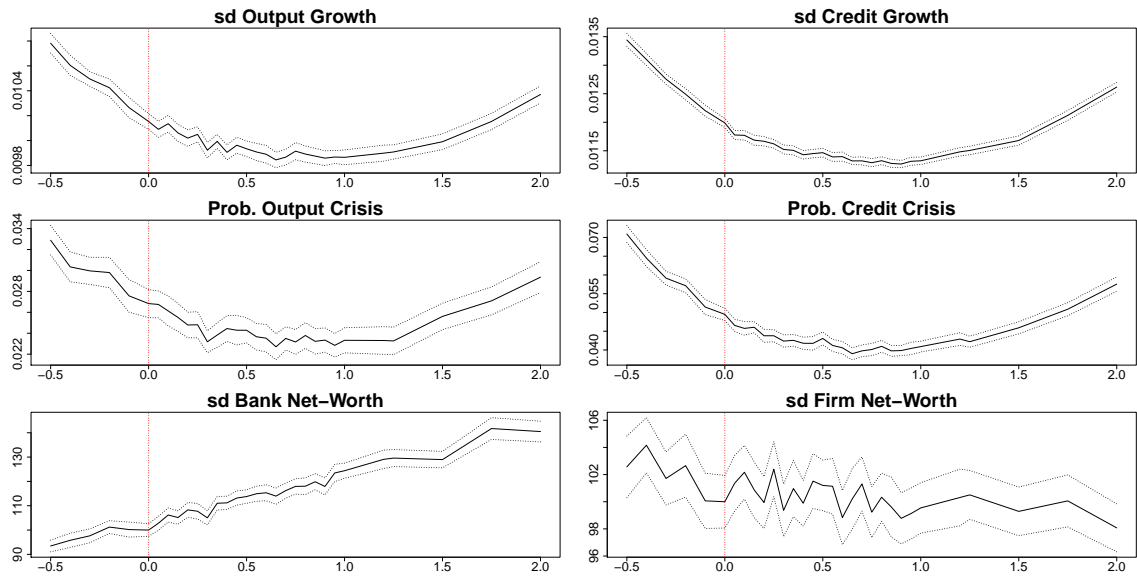 sd Output Growth
0.0098 0.0104
−0.5 0.0 0.5 1.0 1.5 2.0
sd Credit Growth
0.0115 0.0125 0.0135
−0.5 0.0 0.5 1.0 1.5 2.0
Prob. Output Crisis
0.022 0.028 0.034
−0.5 0.0 0.5 1.0 1.5 2.0
Prob. Credit Crisis
0.040 0.055 0.070
−0.5 0.0 0.5 1.0 1.5 2.0
sd Bank Net−Worth
90 110 130
−0.5 0.0 0.5 1.0 1.5 2.0
sd Firm Net−Worth
96 98 102 106
−0.5 0.0 0.5 1.0 1.5 2.0